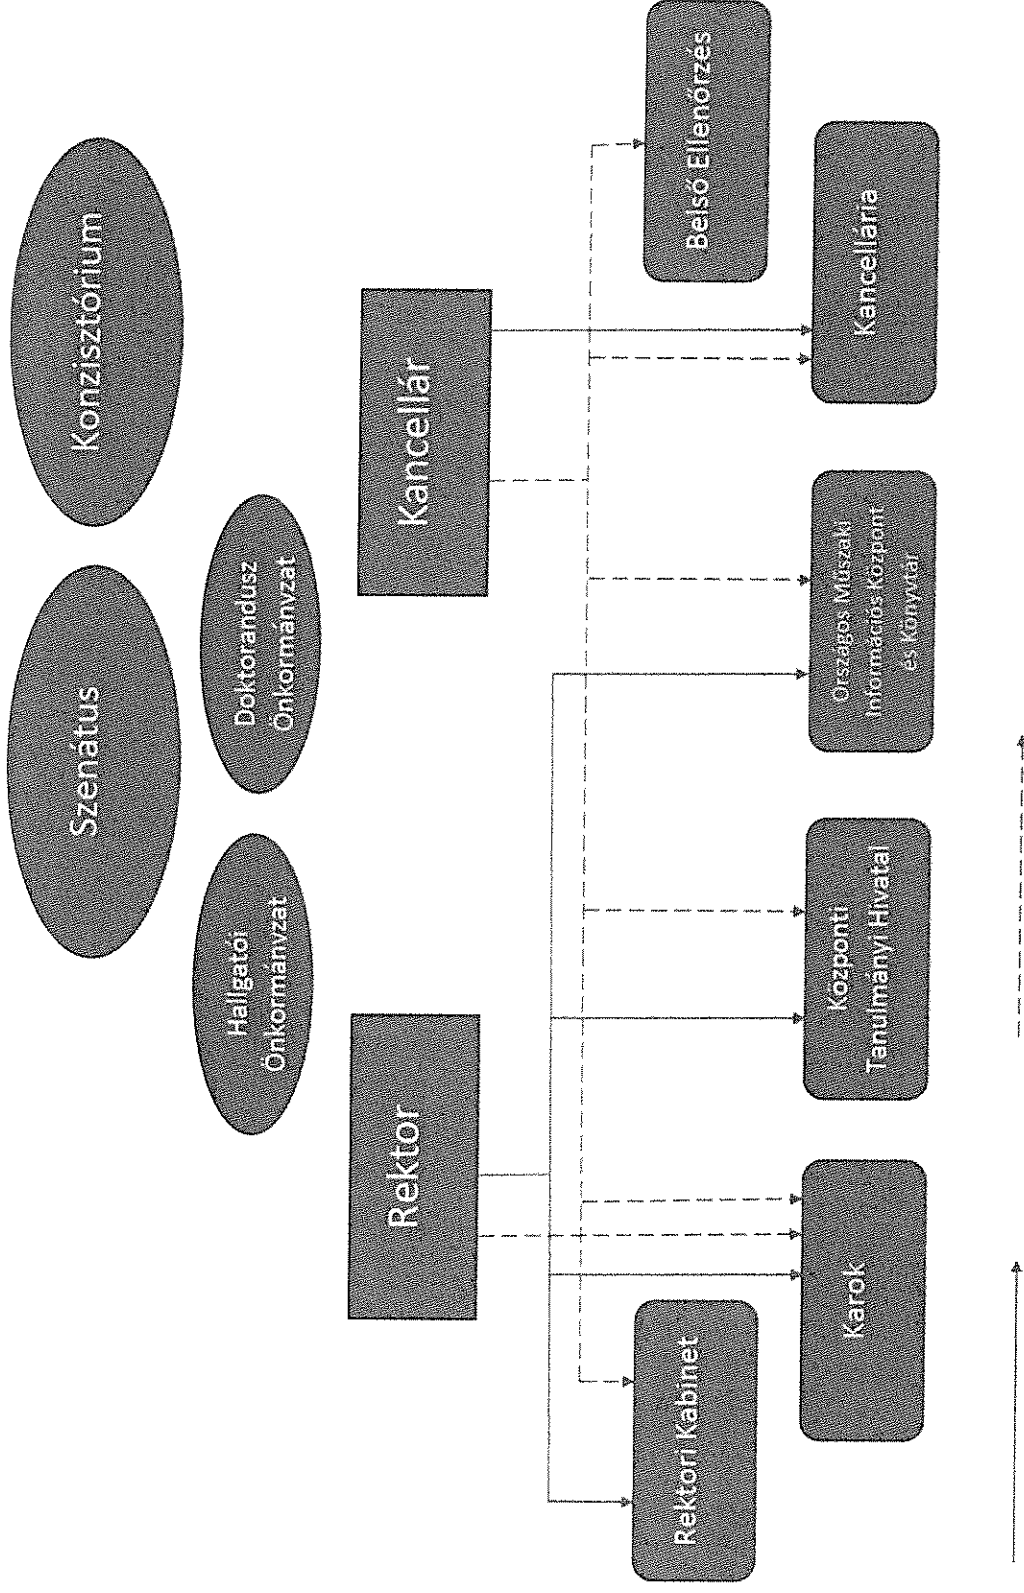 Szenátus
Konzisztórium
Hallgatói
Önkormányzat
Doktorandusz
Önkormányzat
Rektor
Kancellár
Rektori Kabinet
Belső Ellenőrzés
Karok
Központi
Tanulmányi Hivatal
Országos Műszaki
Információs Központ
és Könyvtár
Kancellária